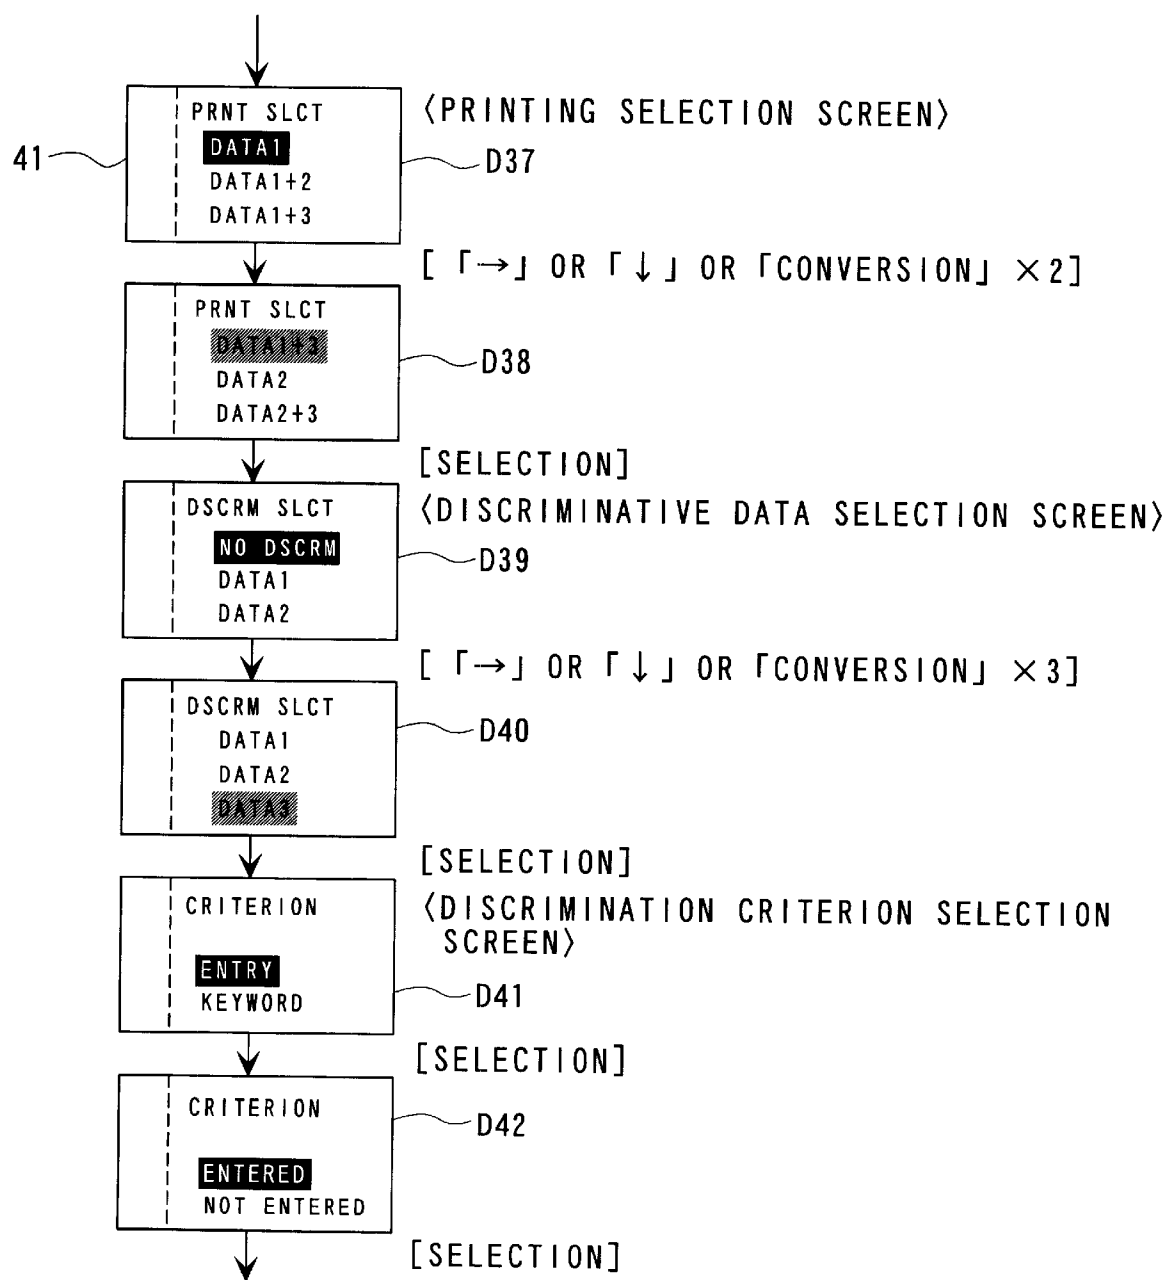 PRNT SLCT
〈PRINTING SELECTION SCREEN〉
DATA1
41
D37
DATA1+2
DATA1+3
[「→」OR「↓」OR「CONVERSION」×2]
PRNT SLCT
DATA1+3
D38
DATA2
DATA2+3
[SELECTION]
DSCRM SLCT
〈DISCRIMINATIVE DATA SELECTION SCREEN〉
NO DSCRM
D39
DATA1
DATA2
[「→」OR「↓」OR「CONVERSION」×3]
DSCRM SLCT
D40
DATA1
DATA2
DATA3
[SELECTION]
CRITERION
〈DISCRIMINATION CRITERION SELECTION
SCREEN〉
ENTRY
D41
KEYWORD
[SELECTION]
CRITERION
D42
ENTERED
NOT ENTERED
[SELECTION]